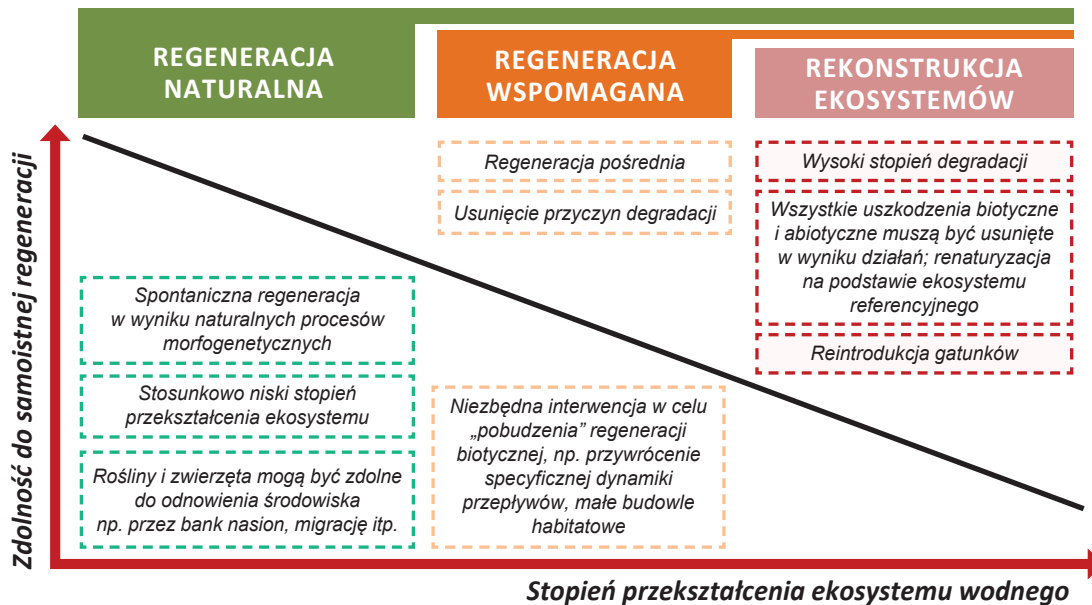 REGENERACJA
NATURALNA
REGENERACJA
WSPOMAGANA
REKONSTRUKCJA
EKOSYSTEMÓW
Zdolność do samoistnej regeneracji
Spontaniczna regeneracja
w wyniku naturalnych procesów
morfogenetycznych
Stosunkowo niski stopień
przekształcenia ekosystemu
Rośliny i zwierzęta mogą być zdolne
do odnowienia środowiska
np. przez bank nasion, migrację itp.
Regeneracja pośrednia
Usunięcie przyczyn degradacji
Niezbędna interwencja w celu
„pobudzenia” regeneracji
biotycznej, np. przywrócenie
specyficznej dynamiki
przepływów, małe budowle
habitatowe
Wysoki stopień degradacji
Wszystkie uszkodzenia biotyczne
i abiotyczne muszą być usunięte
w wyniku działań; renaturyzacja
na podstawie ekosystemu
referencyjnego
Reintrodukcja gatunków
Stopień przekształcenia ekosystemu wodnego